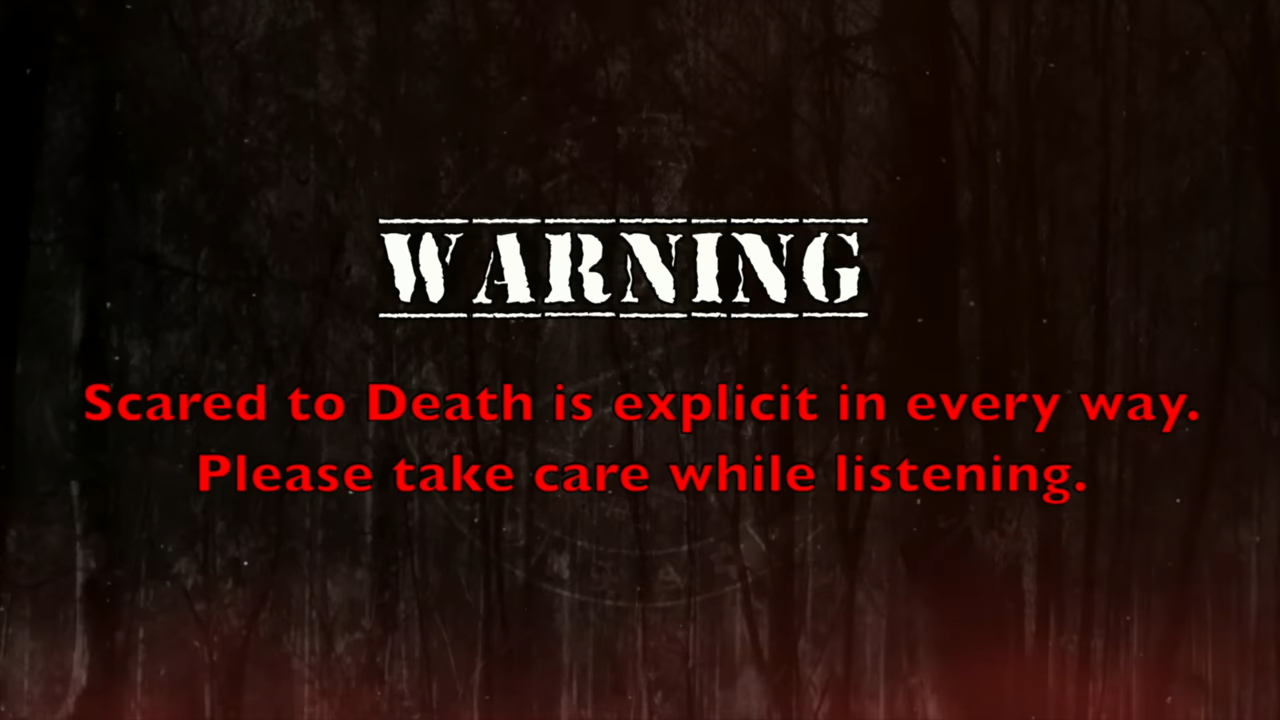 WARNING
Scared to Death is explicit in every way.
Please take care while listening.